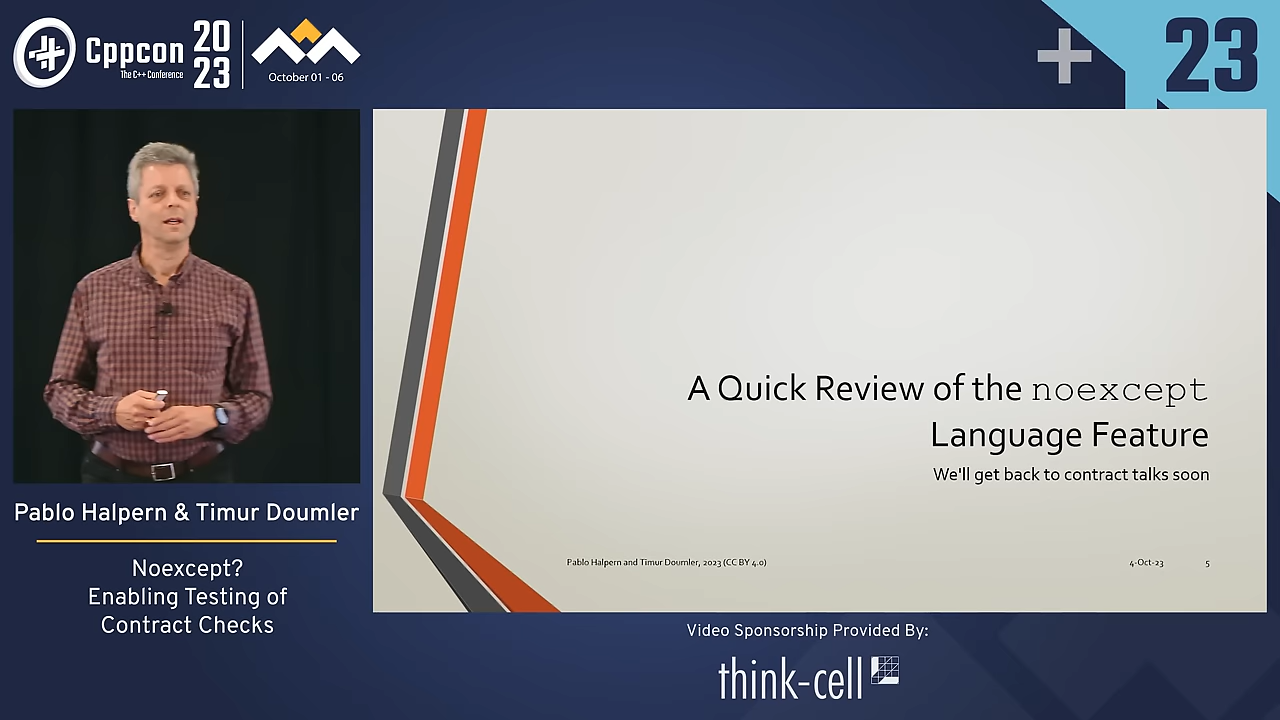 Cppcon
The C++ Conference
20
23
October 01 - 06
23
A Quick Review of the noexcept
Language Feature
We'll get back to contract talks soon
Pablo Halpern and Timur Doumler, 2023 (CC BY 4.0)
4-Oct-23
5
Pablo Halpern & Timur Doumler
Noexcept?
Enabling Testing of
Contract Checks
Video Sponsorship Provided By:
think-cell